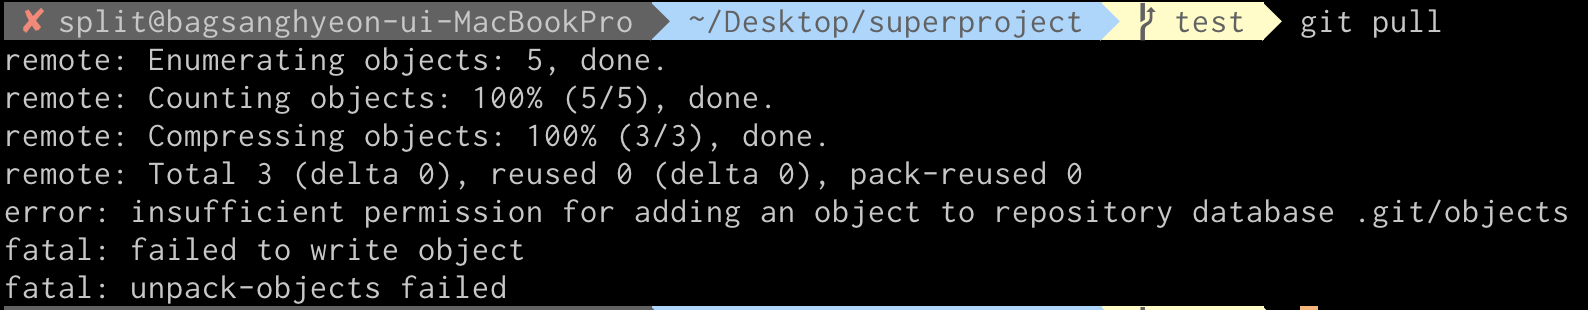 ✘ split@bagsanghyeon-ui-MacBookPro ~/Desktop/superproject test git pull
remote: Enumerating objects: 5, done.
remote: Counting objects: 100% (5/5), done.
remote: Compressing objects: 100% (3/3), done.
remote: Total 3 (delta 0), reused 0 (delta 0), pack-reused 0
error: insufficient permission for adding an object to repository database .git/objects
fatal: failed to write object
fatal: unpack-objects failed